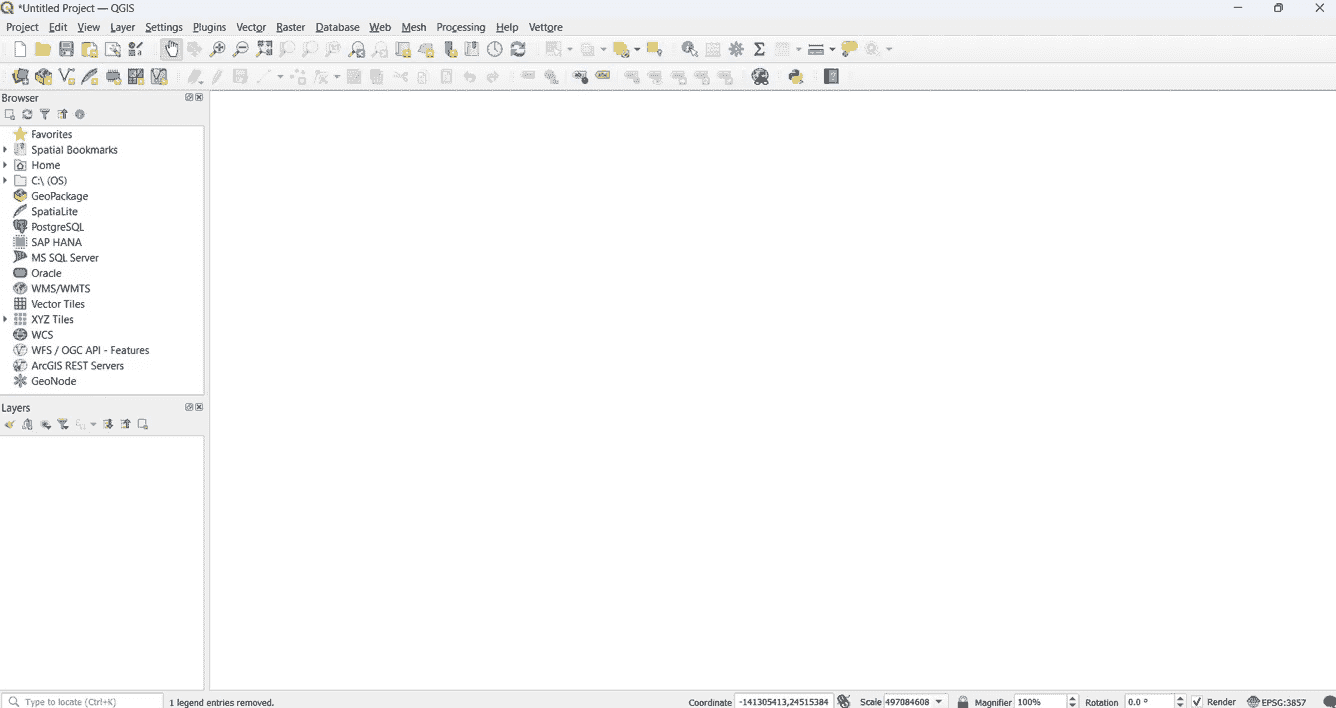 *Untitled Project — QGIS
Project Edit View Layer Settings Plugins Vector Raster Database Web Mesh Processing Help Vettore
Browser
Favorites
Spatial Bookmarks
Home
C:\ (OS)
GeoPackage
SpatiaLite
PostgreSQL
SAP HANA
MS SQL Server
Oracle
WMS/WMTS
Vector Tiles
XYZ Tiles
WCS
WFS / OGC API - Features
ArcGIS REST Servers
GeoNode
Layers
Type to locate (Ctrl+K) 1 legend entries removed. Coordinate -141305413,24515384 Scale 497084608 Magnifier 100% Rotation 0.0 ° Render EPSG:3857